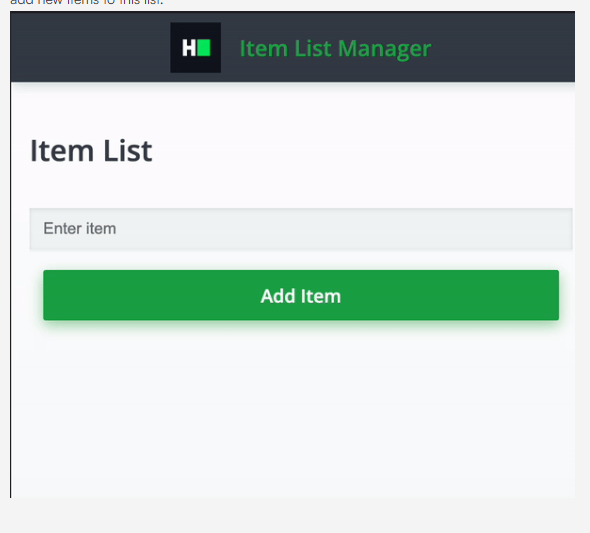 add new items to this list.
H
Item List Manager
Item List
Enter item
Add Item